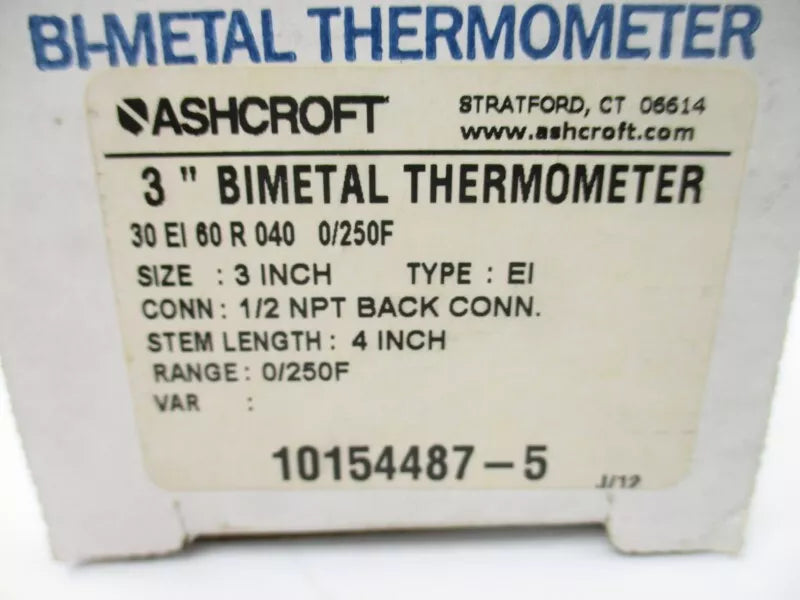 BI-METAL THERMOMETER
ASHCROFT
STRATFORD, CT 06614
www.ashcroft.com
3 " BIMETAL THERMOMETER
30 EI 60 R 040 0/250F
SIZE : 3 INCH TYPE : EI
CONN : 1/2 NPT BACK CONN.
STEM LENGTH : 4 INCH
RANGE : 0/250F
VAR :
10154487-5